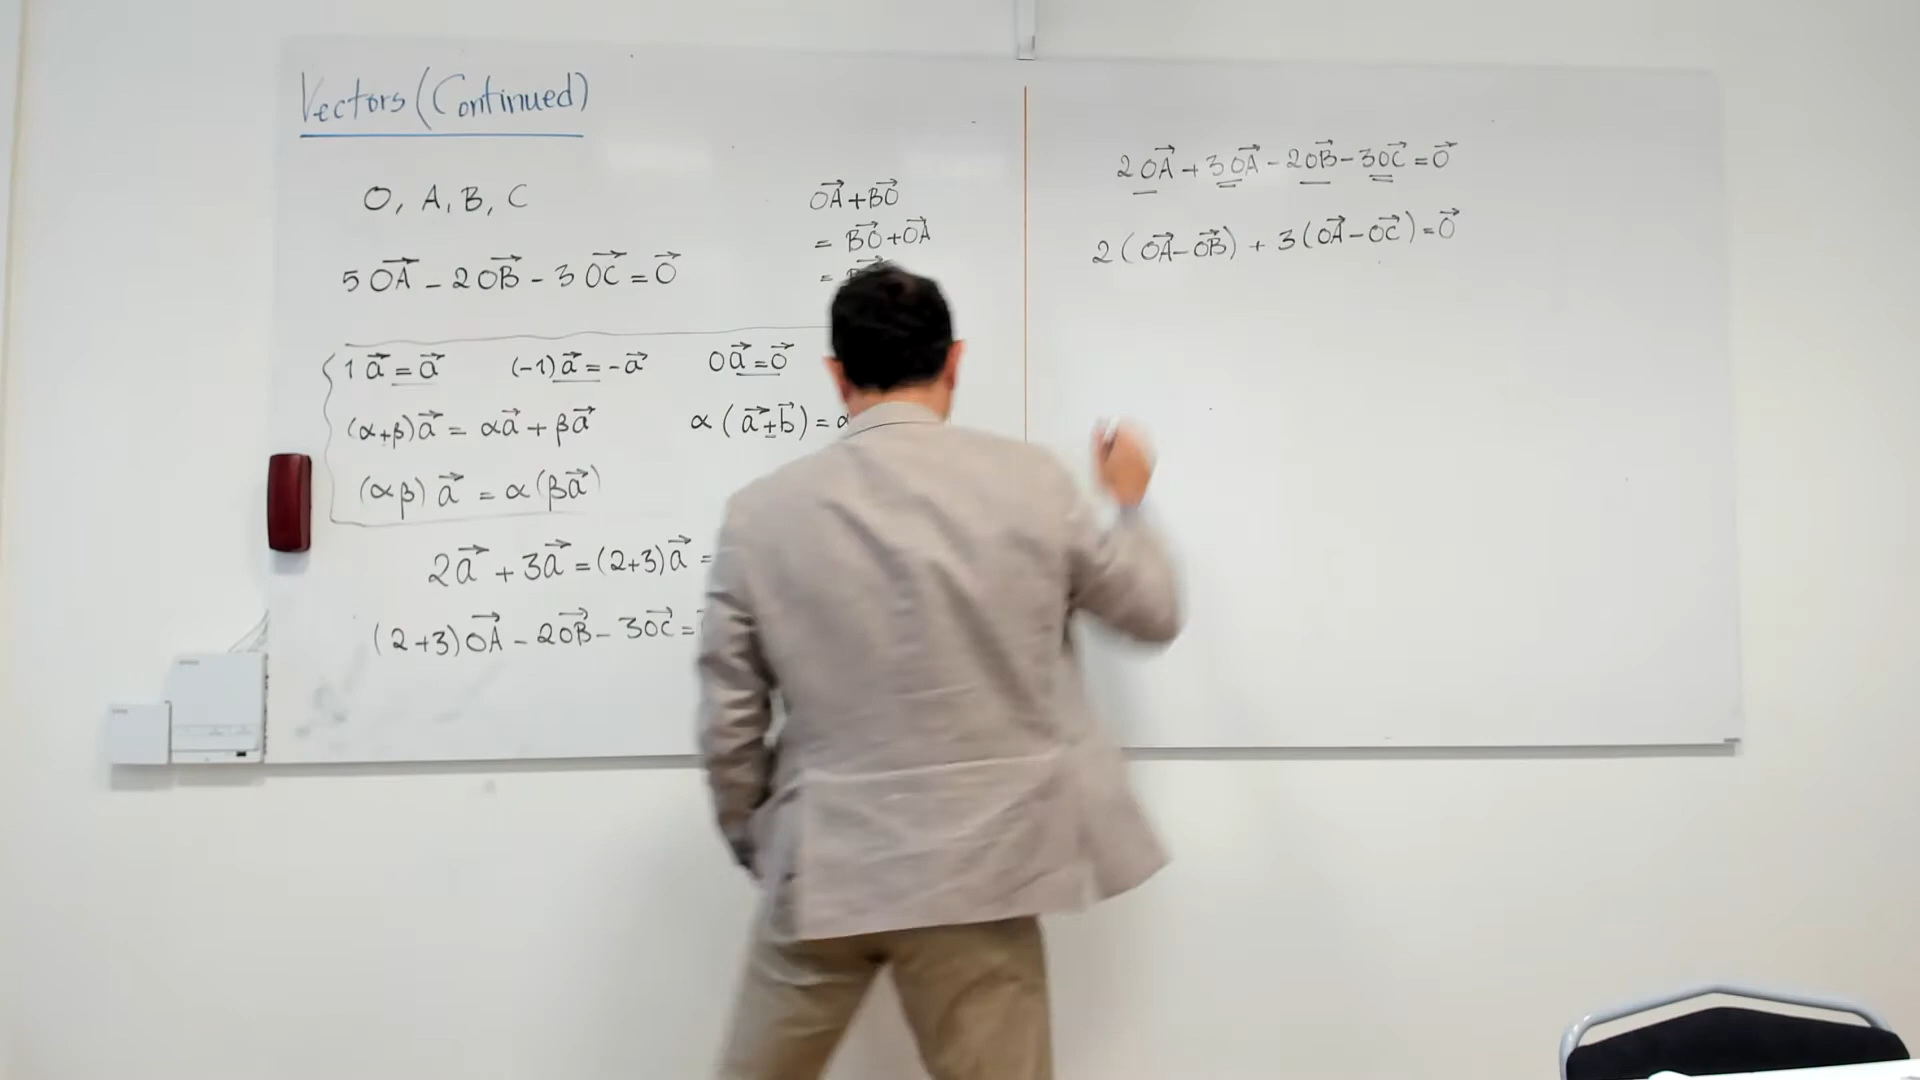 Vectors (Continued)
O, A, B, C
5 O⃗A⃗ - 2 O⃗B⃗ - 3 O⃗C⃗ = 0⃗
1 a⃗ = a⃗ (-1) a⃗ = -a⃗ 0 a⃗ = 0⃗
(α+β) a⃗ = α a⃗ + β a⃗ α ( a⃗ ± b⃗ ) = α
(αβ) a⃗ = α (β a⃗)
2 a⃗ + 3 a⃗ = (2+3) a⃗ =
(2+3) O⃗A⃗ - 2 O⃗B⃗ - 3 O⃗C⃗ =
O⃗A⃗ + B⃗O⃗
= B⃗O⃗ + O⃗A⃗
=
2 O⃗A⃗ + 3 O⃗A⃗ - 2 O⃗B⃗ - 3 O⃗C⃗ = 0⃗
2 ( O⃗A⃗ - O⃗B⃗ ) + 3 ( O⃗A⃗ - O⃗C⃗ ) = 0⃗